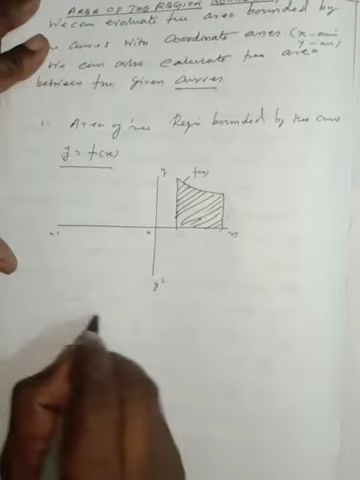 AREA OF THE REGION
We can evaluate the area bounded by
curves with Coordinate axes (x-axis
y-axis
We can also calculate the area
between the given curves
Area of the Region bounded by the curve
y = f(x)
y
f(x)
x
y'